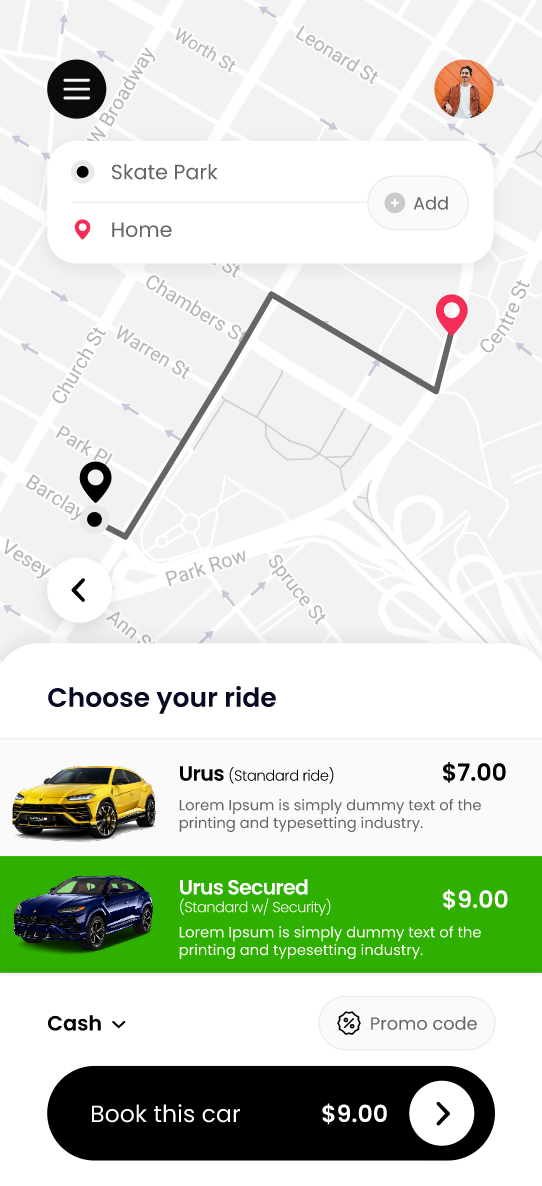 Worth St
Leonard St
W Broadway
Skate Park
Add
Home
St
Chambers S
Centre St
Warren St
Church St
Park Pl
Barclay
Vesey
Park Row
Spruce St
Ann S
Choose your ride
Urus (Standard ride)
$7.00
Lorem Ipsum is simply dummy text of the
printing and typesetting industry.
Urus Secured
(Standard w/ Security)
$9.00
Lorem Ipsum is simply dummy text of the
printing and typesetting industry.
Cash
Promo code
Book this car
$9.00